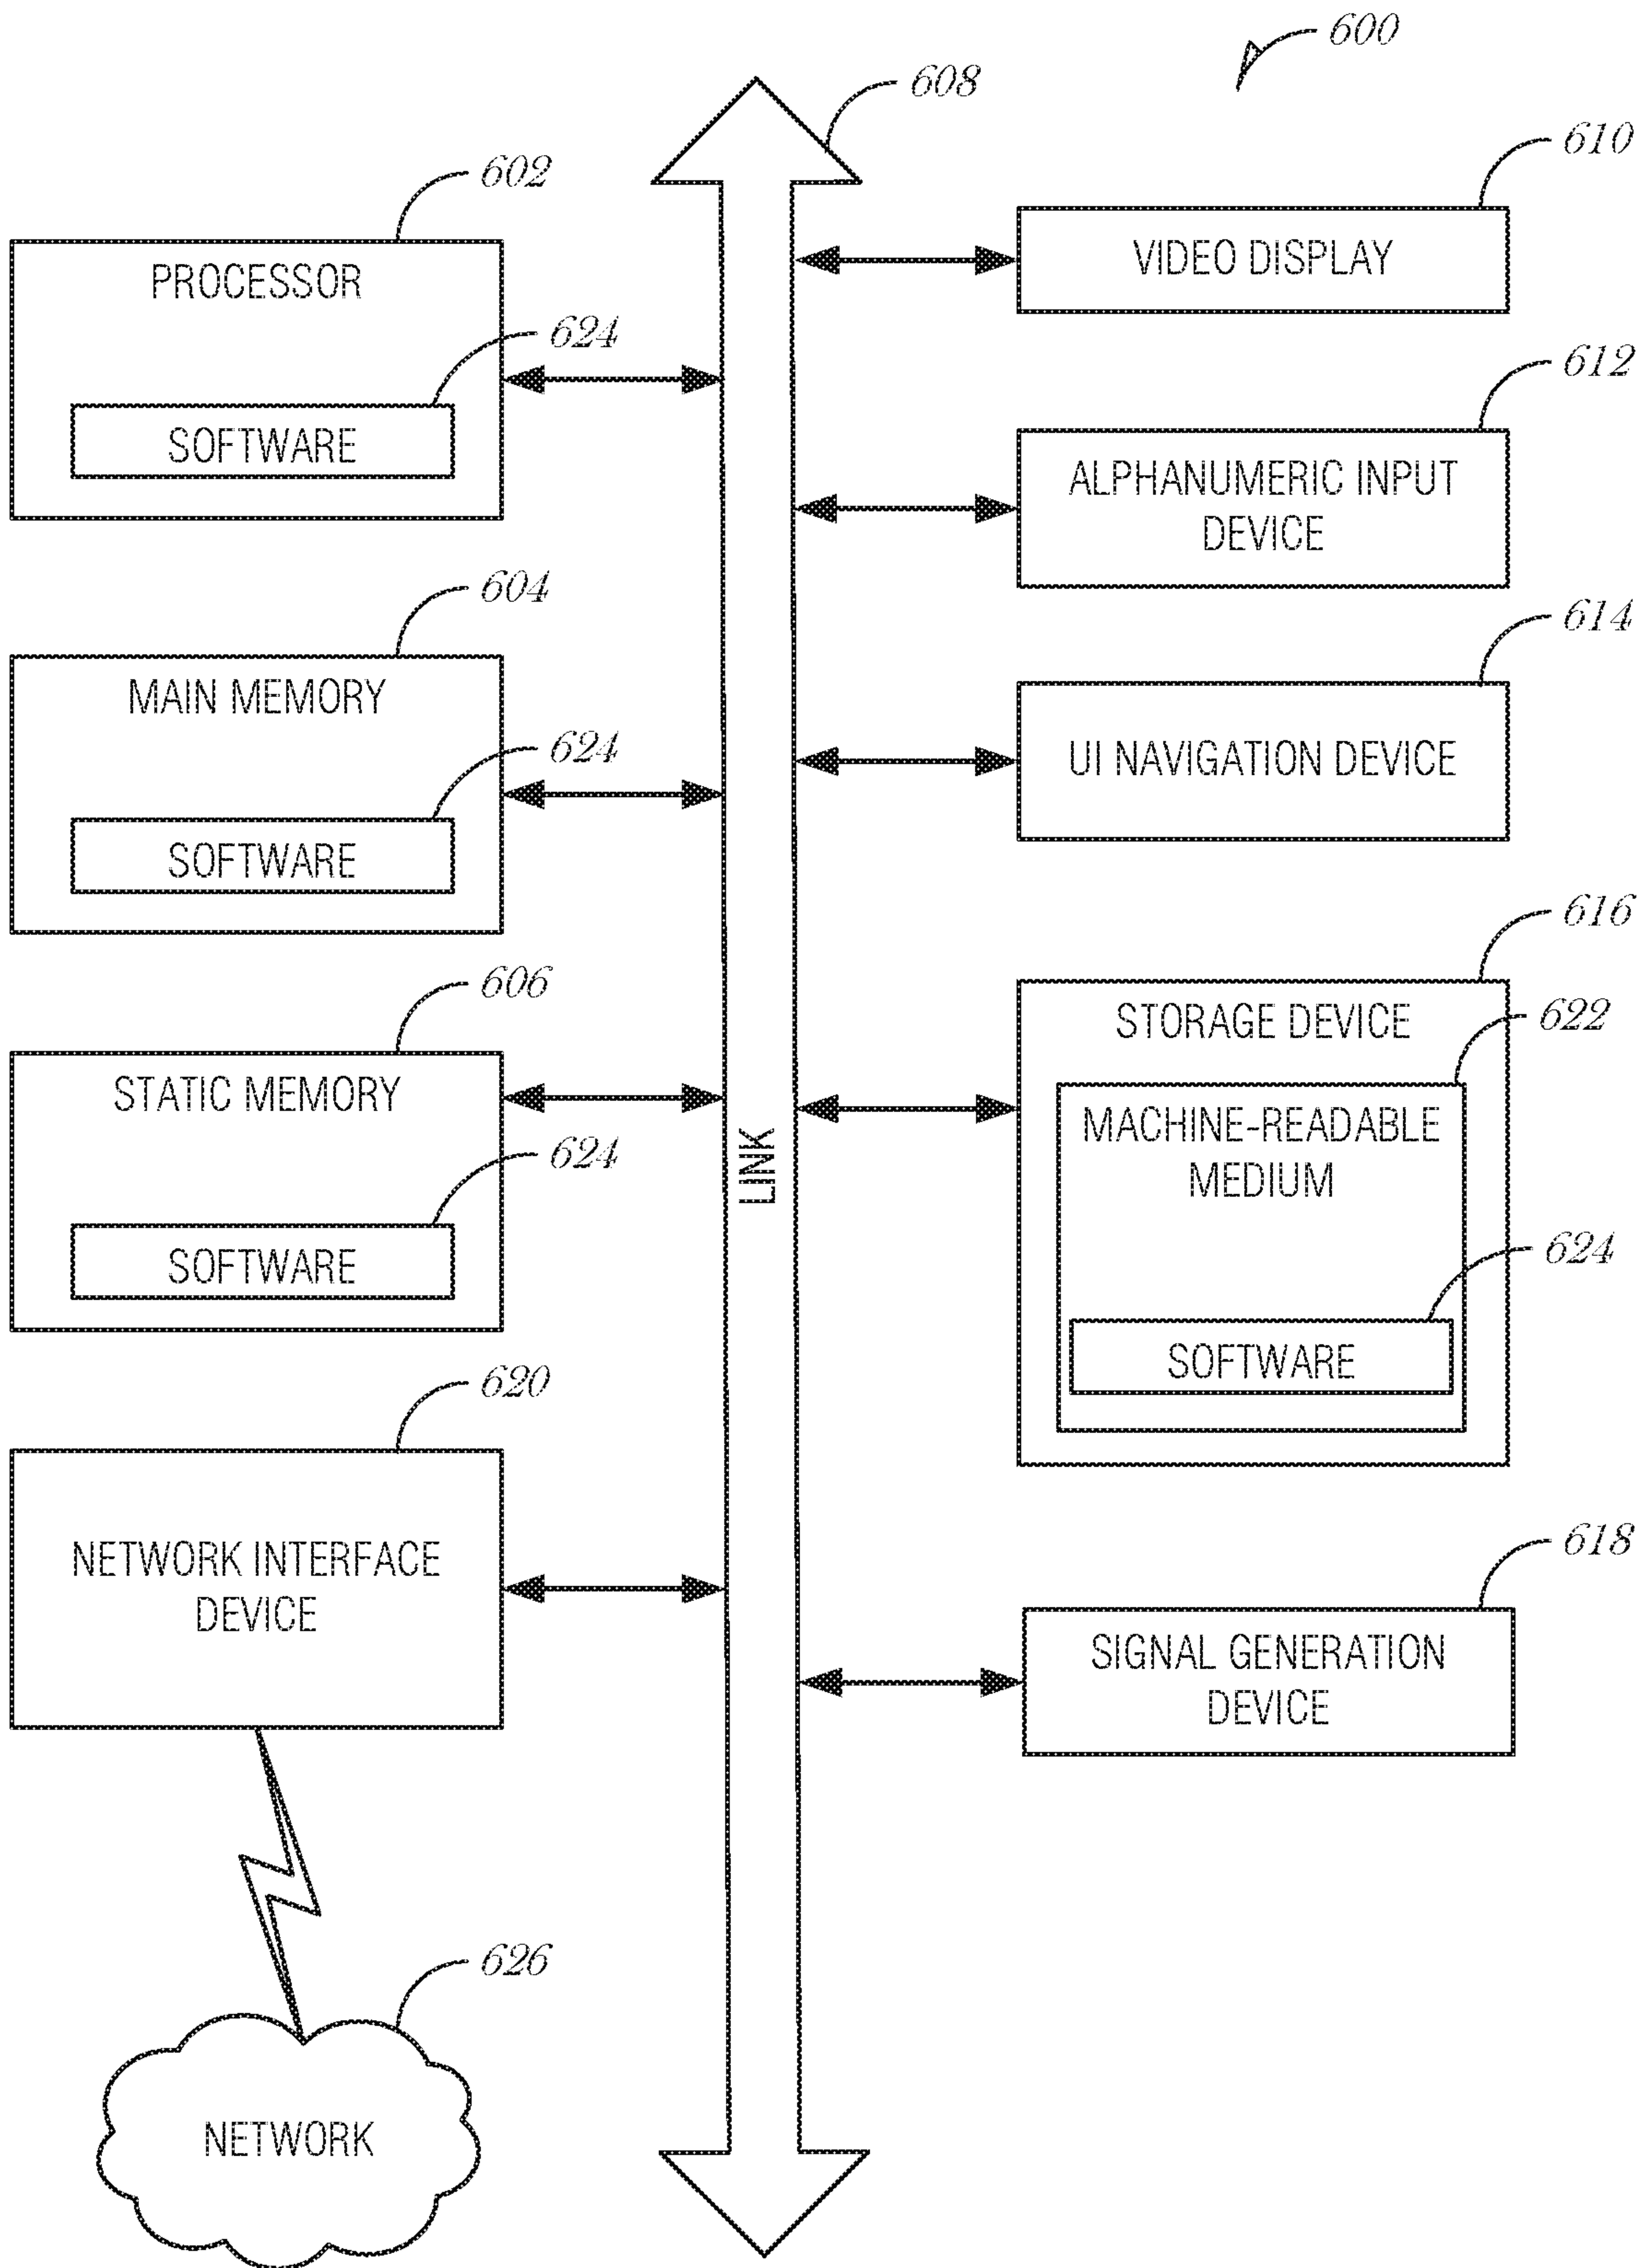 600
608
610
602
VIDEO DISPLAY
PROCESSOR
624
612
SOFTWARE
ALPHANUMERIC INPUT
DEVICE
604
614
MAIN MEMORY
624
UI NAVIGATION DEVICE
SOFTWARE
616
606
STORAGE DEVICE
622
STATIC MEMORY
MACHINE-READABLE
MEDIUM
624
LINK
624
SOFTWARE
SOFTWARE
620
618
NETWORK INTERFACE
DEVICE
SIGNAL GENERATION
DEVICE
626
NETWORK